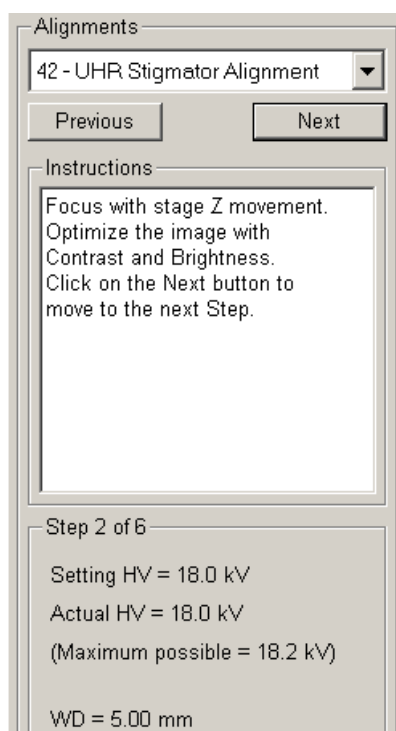 Alignments
42 - UHR Stigmator Alignment
Previous Next
Instructions
Focus with stage Z movement.
Optimize the image with
Contrast and Brightness.
Click on the Next button to
move to the next Step.
Step 2 of 6
Setting HV = 18.0 kV
Actual HV = 18.0 kV
(Maximum possible = 18.2 kV)
WD = 5.00 mm